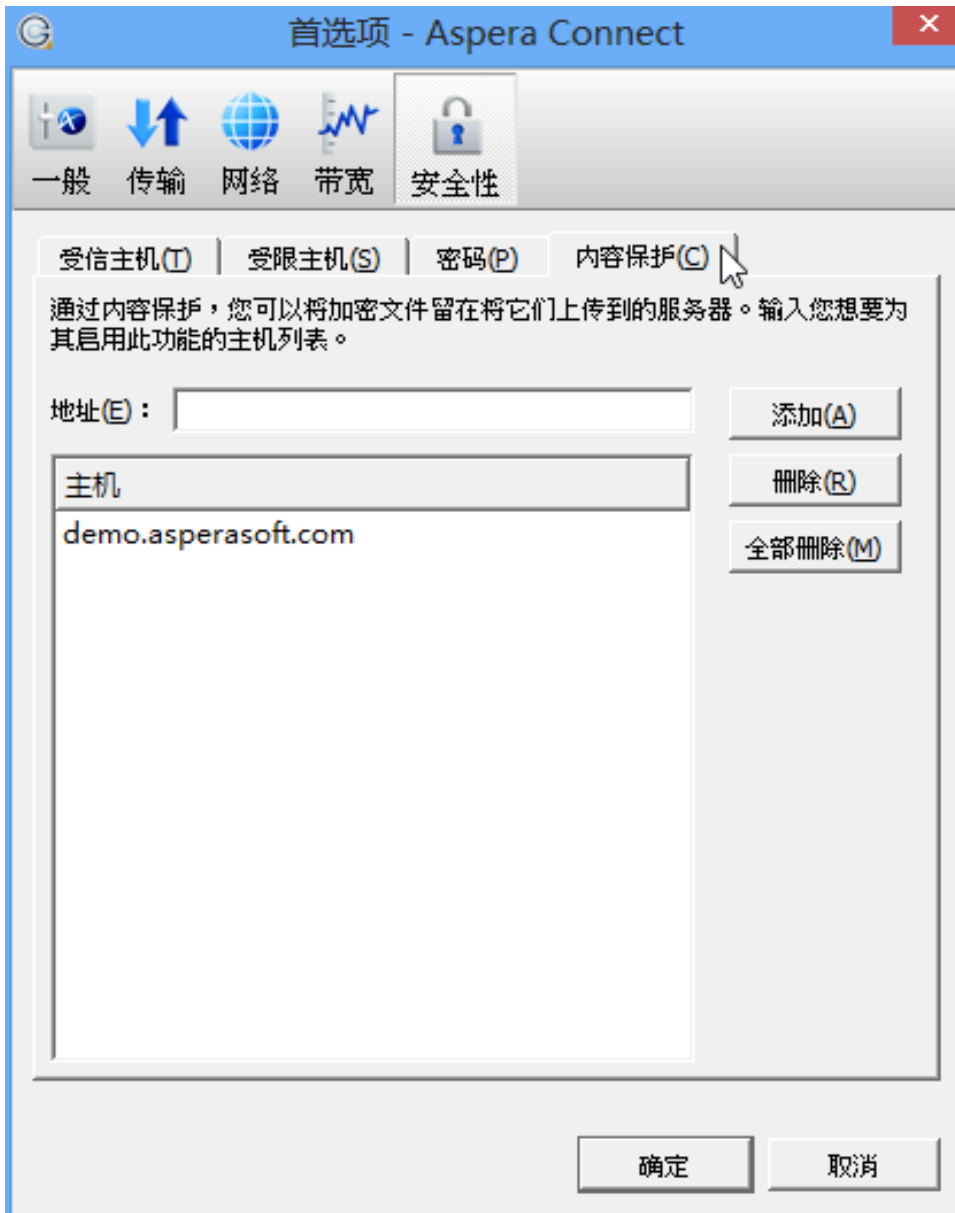 首选项 - Aspera Connect
一般 传输 网络 带宽 安全性
受信主机(T) 受限主机(S) 密码(P) 内容保护(C)
通过内容保护，您可以将加密文件留在将它们上传到的服务器。输入您想要为
其启用此功能的主机列表。
地址(E)： 添加(A)
主机 删除(R)
demo.asperasoft.com 全部删除(M)
确定 取消